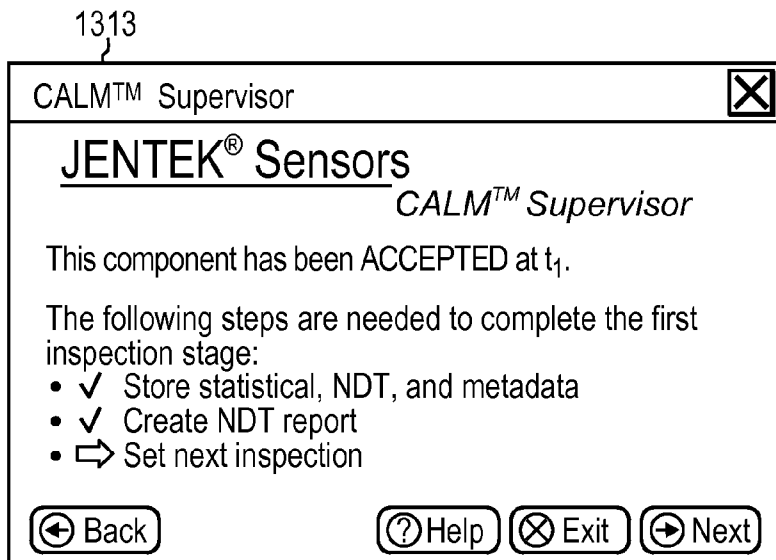 1313
CALM™ Supervisor
JENTEK® Sensors
CALM™ Supervisor
This component has been ACCEPTED at t₁.
The following steps are needed to complete the first
inspection stage:
• ✓ Store statistical, NDT, and metadata
• ✓ Create NDT report
• ⇨ Set next inspection
Back Help Exit Next